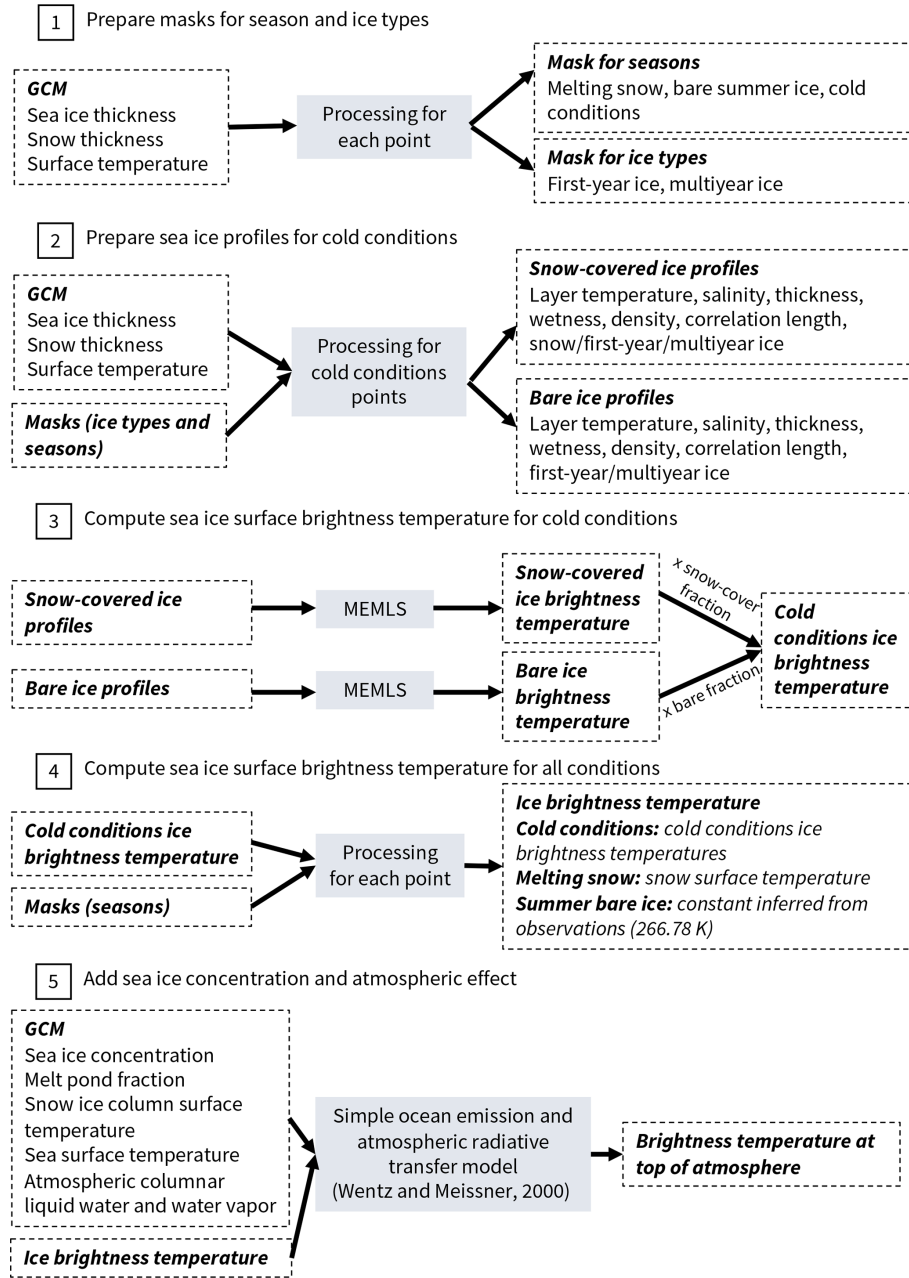 1 Prepare masks for season and ice types
GCM
Sea ice thickness
Snow thickness
Surface temperature
Processing for
each point
Mask for seasons
Melting snow, bare summer ice, cold
conditions
Mask for ice types
First-year ice, multiyear ice
2 Prepare sea ice profiles for cold conditions
GCM
Sea ice thickness
Snow thickness
Surface temperature
Masks (ice types and
seasons)
Processing for
cold conditions
points
Snow-covered ice profiles
Layer temperature, salinity, thickness,
wetness, density, correlation length,
snow/first-year/multiyear ice
Bare ice profiles
Layer temperature, salinity, thickness,
wetness, density, correlation length,
first-year/multiyear ice
3 Compute sea ice surface brightness temperature for cold conditions
Snow-covered ice
profiles
MEMLS
Snow-covered
ice brightness
temperature
x snow-cover
fraction
Bare ice profiles
MEMLS
Bare ice
brightness
temperature
x bare fraction
Cold
conditions ice
brightness
temperature
4 Compute sea ice surface brightness temperature for all conditions
Cold conditions ice
brightness temperature
Masks (seasons)
Processing
for each point
Ice brightness temperature
Cold conditions: cold conditions ice
brightness temperatures
Melting snow: snow surface temperature
Summer bare ice: constant inferred from
observations (266.78 K)
5 Add sea ice concentration and atmospheric effect
GCM
Sea ice concentration
Melt pond fraction
Snow ice column surface
temperature
Sea surface temperature
Atmospheric columnar
liquid water and water vapor
Ice brightness temperature
Simple ocean emission and
atmospheric radiative
transfer model
(Wentz and Meissner, 2000)
Brightness temperature at
top of atmosphere